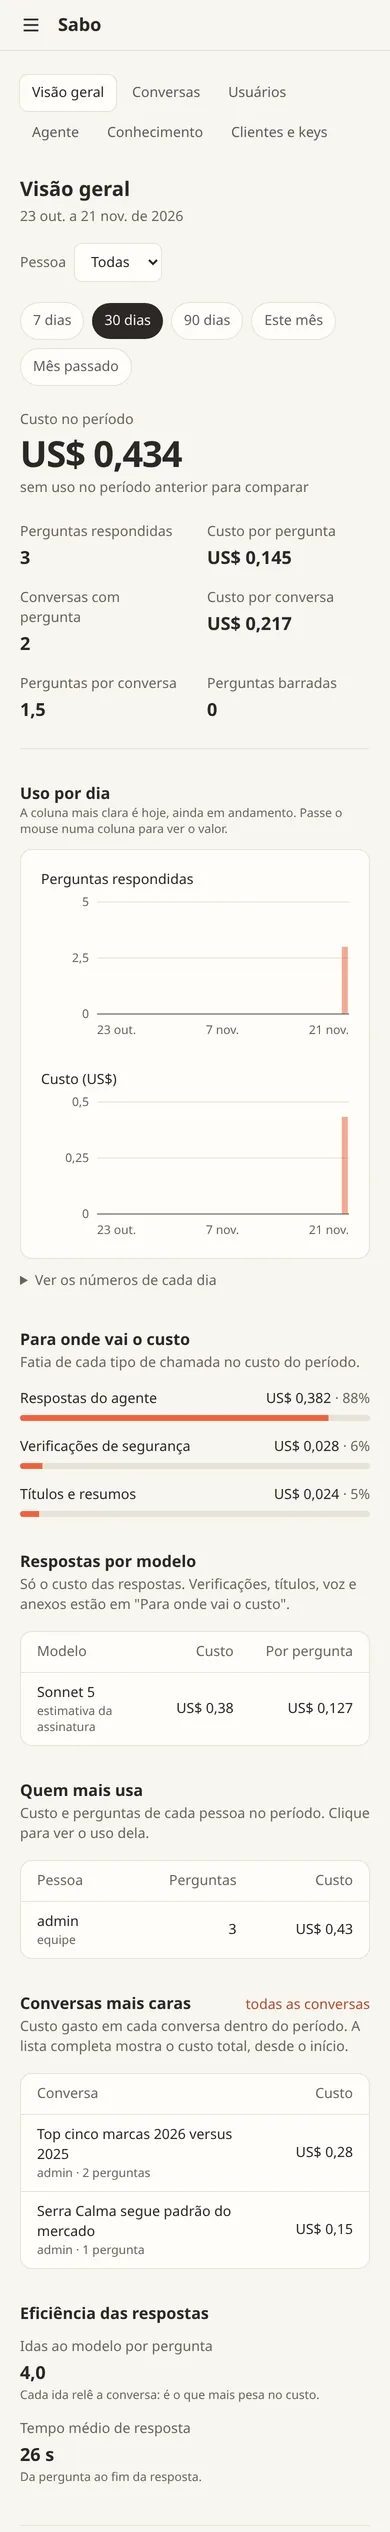 Sabo
Visão geral
Conversas
Usuários
Agente
Conhecimento
Clientes e keys
Visão geral
23 out. a 21 nov. de 2026
Pessoa
Todas
7 dias
30 dias
90 dias
Este mês
Mês passado
Custo no período
US$ 0,434
sem uso no período anterior para comparar
Perguntas respondidas
3
Custo por pergunta
US$ 0,145
Conversas com
pergunta
2
Custo por conversa
US$ 0,217
Perguntas por conversa
1,5
Perguntas barradas
0
Uso por dia
A coluna mais clara é hoje, ainda em andamento. Passe o
mouse numa coluna para ver o valor.
Perguntas respondidas
5
2,5
0
23 out.
7 nov.
21 nov.
Custo (US$)
0,5
0,25
0
23 out.
7 nov.
21 nov.
Ver os números de cada dia
Para onde vai o custo
Fatia de cada tipo de chamada no custo do período.
Respostas do agente
US$ 0,382 · 88%
Verificações de segurança
US$ 0,028 · 6%
Títulos e resumos
US$ 0,024 · 5%
Respostas por modelo
Só o custo das respostas. Verificações, títulos, voz e
anexos estão em "Para onde vai o custo".
Modelo
Custo
Por pergunta
Sonnet 5
estimativa da
assinatura
US$ 0,38
US$ 0,127
Quem mais usa
Custo e perguntas de cada pessoa no período. Clique
para ver o uso dela.
Pessoa
Perguntas
Custo
admin
equipe
3
US$ 0,43
Conversas mais caras
todas as conversas
Custo gasto em cada conversa dentro do período. A
lista completa mostra o custo total, desde o início.
Conversa
Custo
Top cinco marcas 2026 versus
2025
admin · 2 perguntas
US$ 0,28
Serra Calma segue padrão do
mercado
admin · 1 pergunta
US$ 0,15
Eficiência das respostas
Idas ao modelo por pergunta
4,0
Cada ida relê a conversa: é o que mais pesa no custo.
Tempo médio de resposta
26 s
Da pergunta ao fim da resposta.